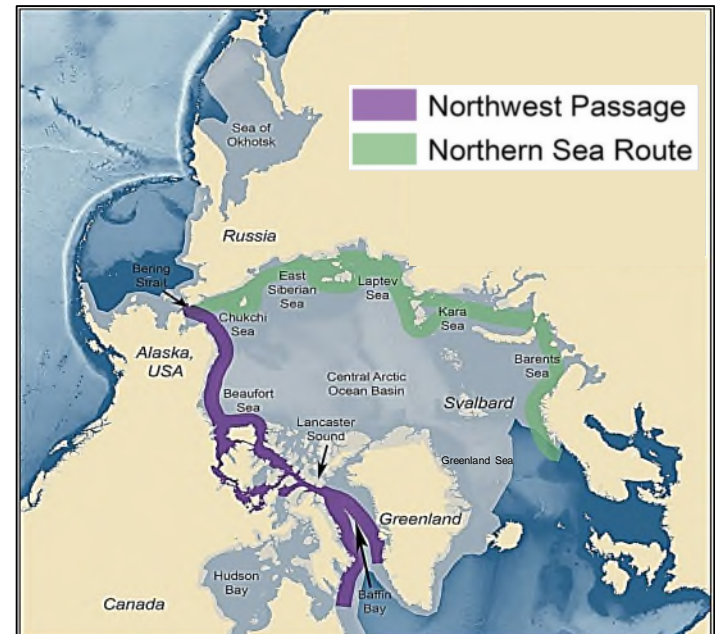 Northwest Passage
Northern Sea Route
Sea of
Okhotsk
Russia
Bering
Strait
East
Siberian
Sea
Laptev
Sea
Kara
Sea
Chukchi
Sea
Alaska,
USA
Barents
Sea
Central Arctic
Ocean Basin
Svalbard
Beaufort
Sea
Lancaster
Sound
Greenland Sea
Greenland
Hudson
Bay
Baffin
Bay
Canada